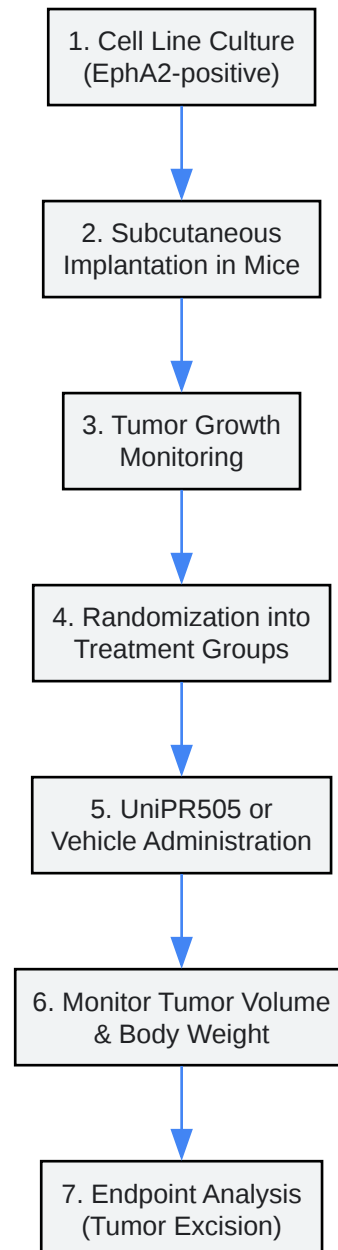 1. Cell Line Culture
(EphA2-positive)
2. Subcutaneous
Implantation in Mice
3. Tumor Growth
Monitoring
4. Randomization into
Treatment Groups
5. UniPR505 or
Vehicle Administration
6. Monitor Tumor Volume
& Body Weight
7. Endpoint Analysis
(Tumor Excision)